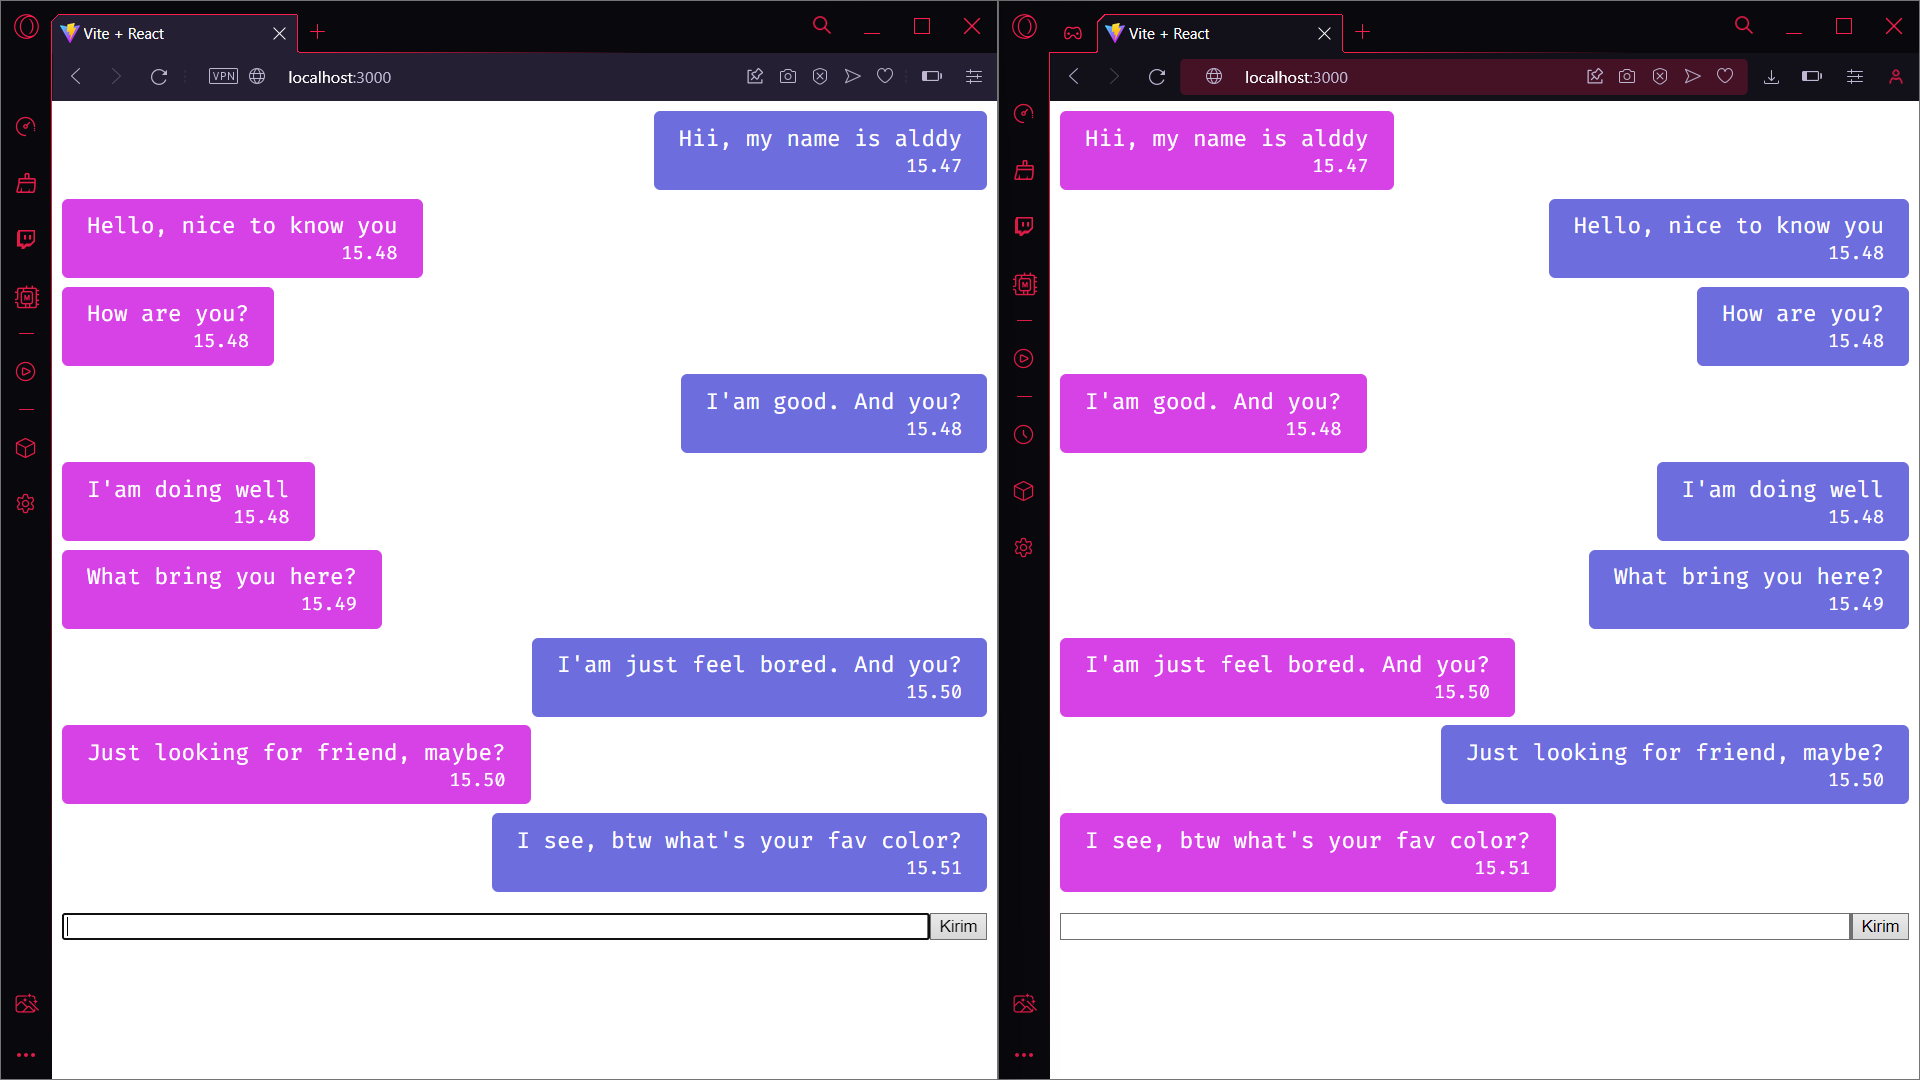 Vite + React
VPN
localhost:3000
Hii, my name is alddy
15.47
Hello, nice to know you
15.48
How are you?
15.48
I'am good. And you?
15.48
I'am doing well
15.48
What bring you here?
15.49
I'am just feel bored. And you?
15.50
Just looking for friend, maybe?
15.50
I see, btw what's your fav color?
15.51
Kirim
Vite + React
localhost:3000
Hii, my name is alddy
15.47
Hello, nice to know you
15.48
How are you?
15.48
I'am good. And you?
15.48
I'am doing well
15.48
What bring you here?
15.49
I'am just feel bored. And you?
15.50
Just looking for friend, maybe?
15.50
I see, btw what's your fav color?
15.51
Kirim